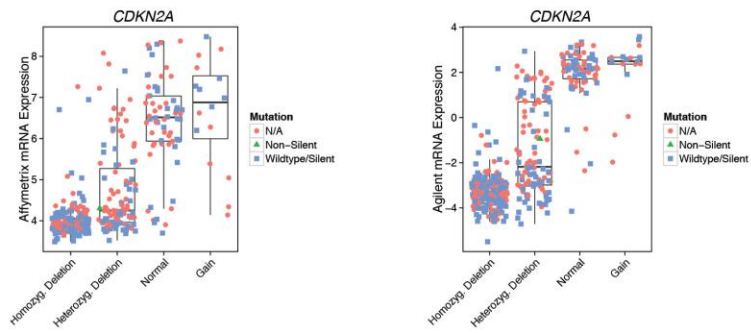 CDKN2A
Affymetrix mRNA Expression
8
7
6
5
4
Homozyg. Deletion
Heterozyg. Deletion
Normal
Gain
Mutation
N/A
Non-Silent
Wildtype/Silent
CDKN2A
Agilent mRNA Expression
4
2
0
−2
−4
Homozyg. Deletion
Heterozyg. Deletion
Normal
Gain
Mutation
N/A
Non-Silent
Wildtype/Silent